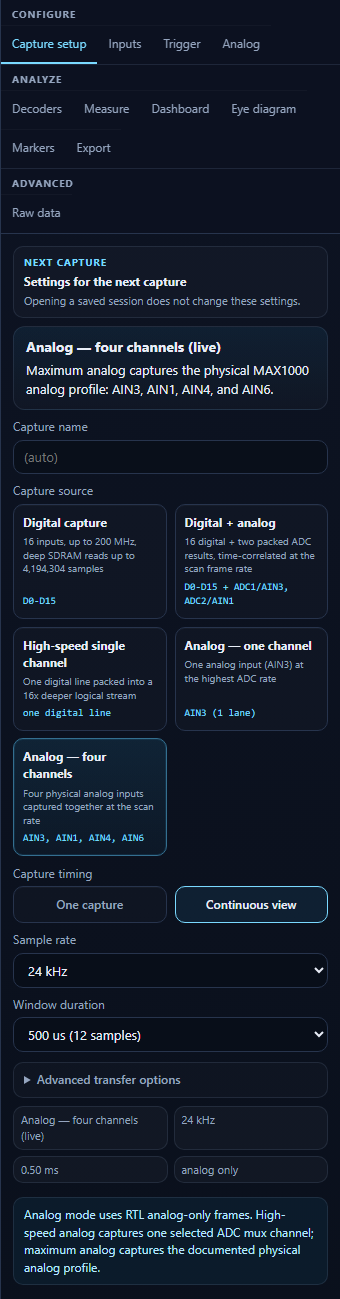 CONFIGURE
Capture setup Inputs Trigger Analog
ANALYZE
Decoders Measure Dashboard Eye diagram
Markers Export
ADVANCED
Raw data
NEXT CAPTURE
Settings for the next capture
Opening a saved session does not change these settings.
Analog — four channels (live)
Maximum analog captures the physical MAX1000
analog profile: AIN3, AIN1, AIN4, and AIN6.
Capture name
(auto)
Capture source
Digital capture
16 inputs, up to 200 MHz,
deep SDRAM reads up to
4,194,304 samples
D0-D15
Digital + analog
16 digital + two packed ADC
results, time-correlated at the
scan frame rate
D0-D15 + ADC1/AIN3,
ADC2/AIN1
High-speed single
channel
One digital line packed into a
16x deeper logical stream
one digital line
Analog — one channel
One analog input (AIN3) at
the highest ADC rate
AIN3 (1 lane)
Analog — four
channels
Four physical analog inputs
captured together at the scan
rate
AIN3, AIN1, AIN4, AIN6
Capture timing
One capture Continuous view
Sample rate
24 kHz
Window duration
500 us (12 samples)
Advanced transfer options
Analog — four channels
(live)
24 kHz
0.50 ms
analog only
Analog mode uses RTL analog-only frames. High-
speed analog captures one selected ADC mux channel;
maximum analog captures the documented physical
analog profile.